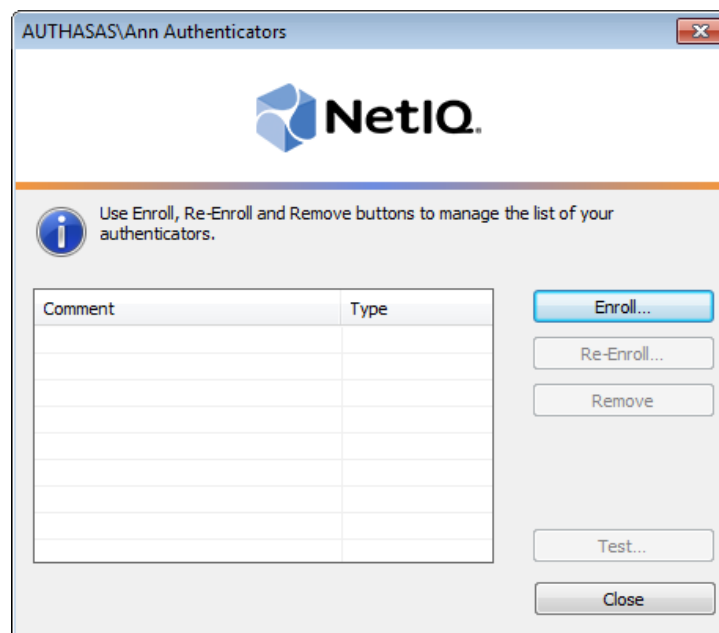 AUTHASAS\Ann Authenticators
NetIQ.
Use Enroll, Re-Enroll and Remove buttons to manage the list of your
authenticators.
Comment Type
Enroll...
Re-Enroll...
Remove
Test...
Close